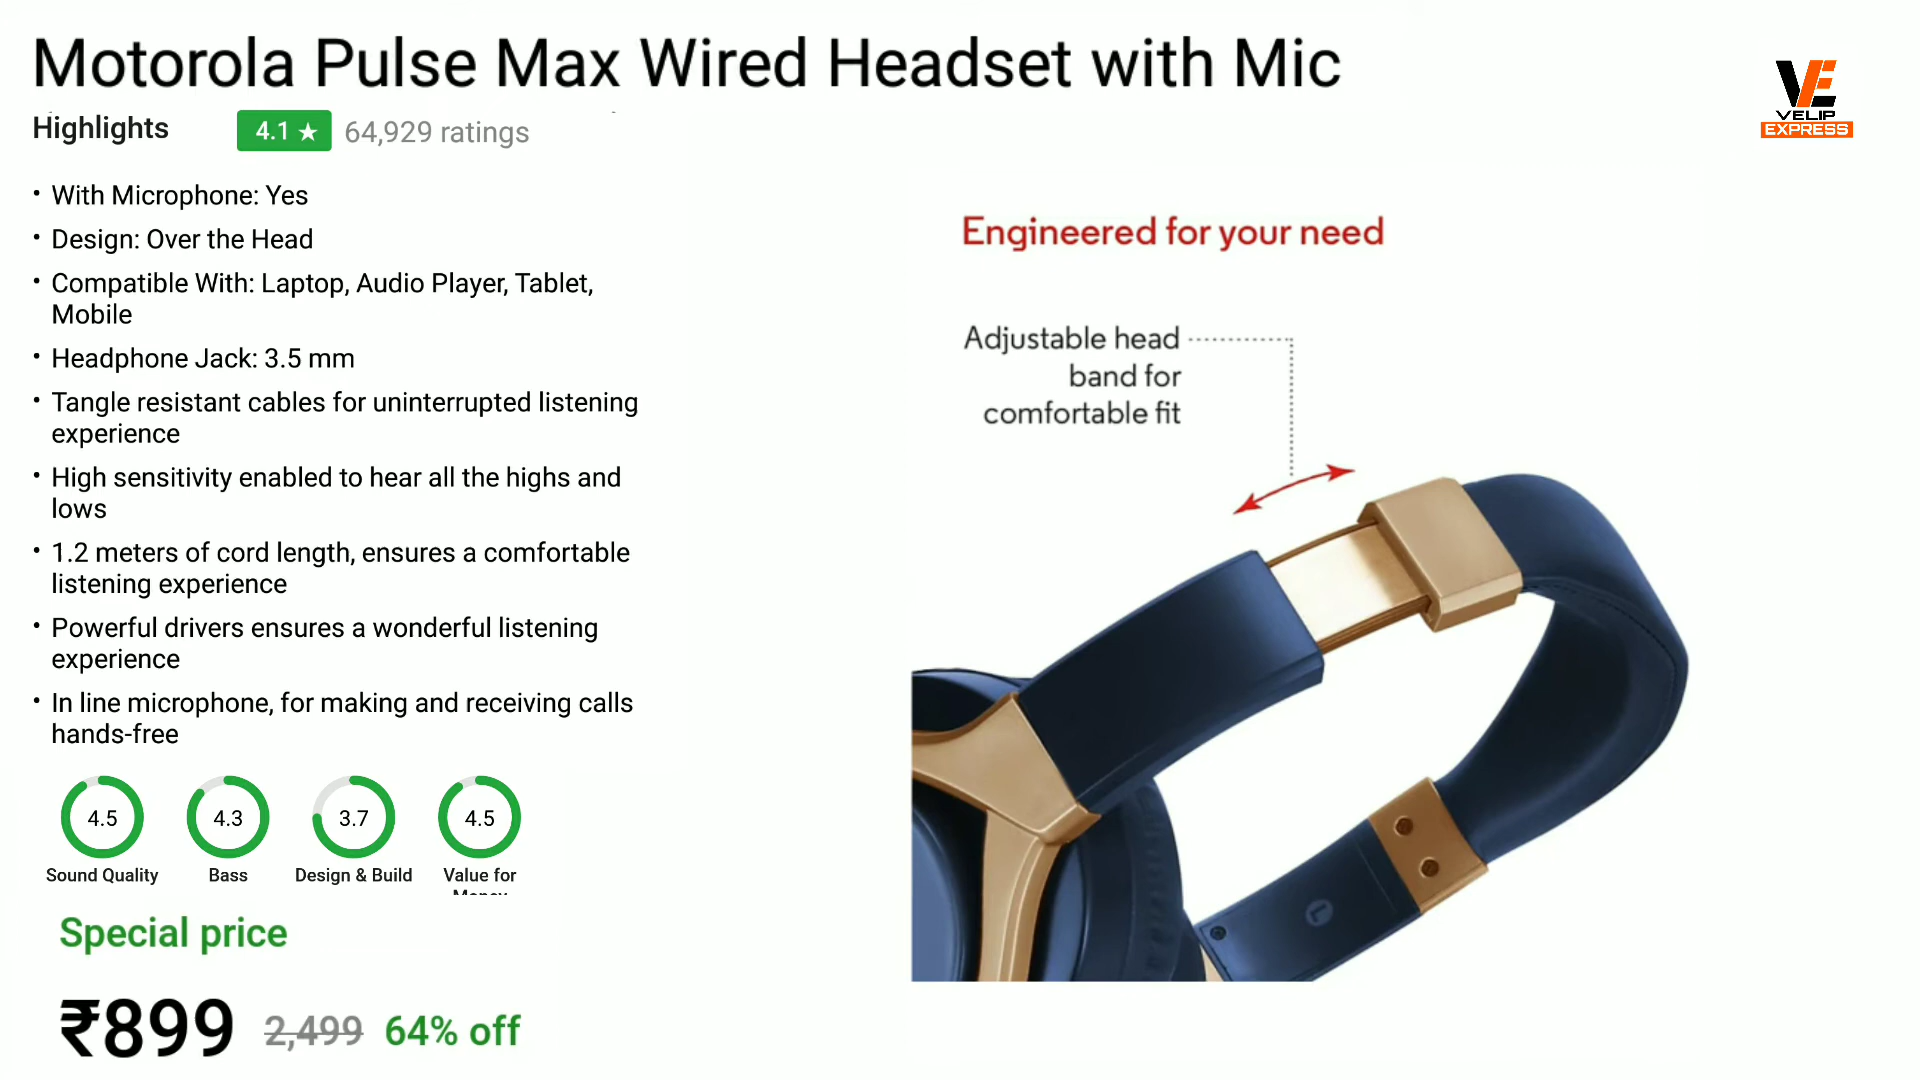 Motorola Pulse Max Wired Headset with Mic
Highlights
4.1 ★ 64,929 ratings
VE
VELIP
EXPRESS
• With Microphone: Yes
• Design: Over the Head
• Compatible With: Laptop, Audio Player, Tablet,
Mobile
• Headphone Jack: 3.5 mm
• Tangle resistant cables for uninterrupted listening
experience
• High sensitivity enabled to hear all the highs and
lows
• 1.2 meters of cord length, ensures a comfortable
listening experience
• Powerful drivers ensures a wonderful listening
experience
• In line microphone, for making and receiving calls
hands-free
4.5 4.3 3.7 4.5
Sound Quality Bass Design & Build Value for
Money
Special price
₹899 2,499 64% off
Engineered for your need
Adjustable head
band for
comfortable fit
L